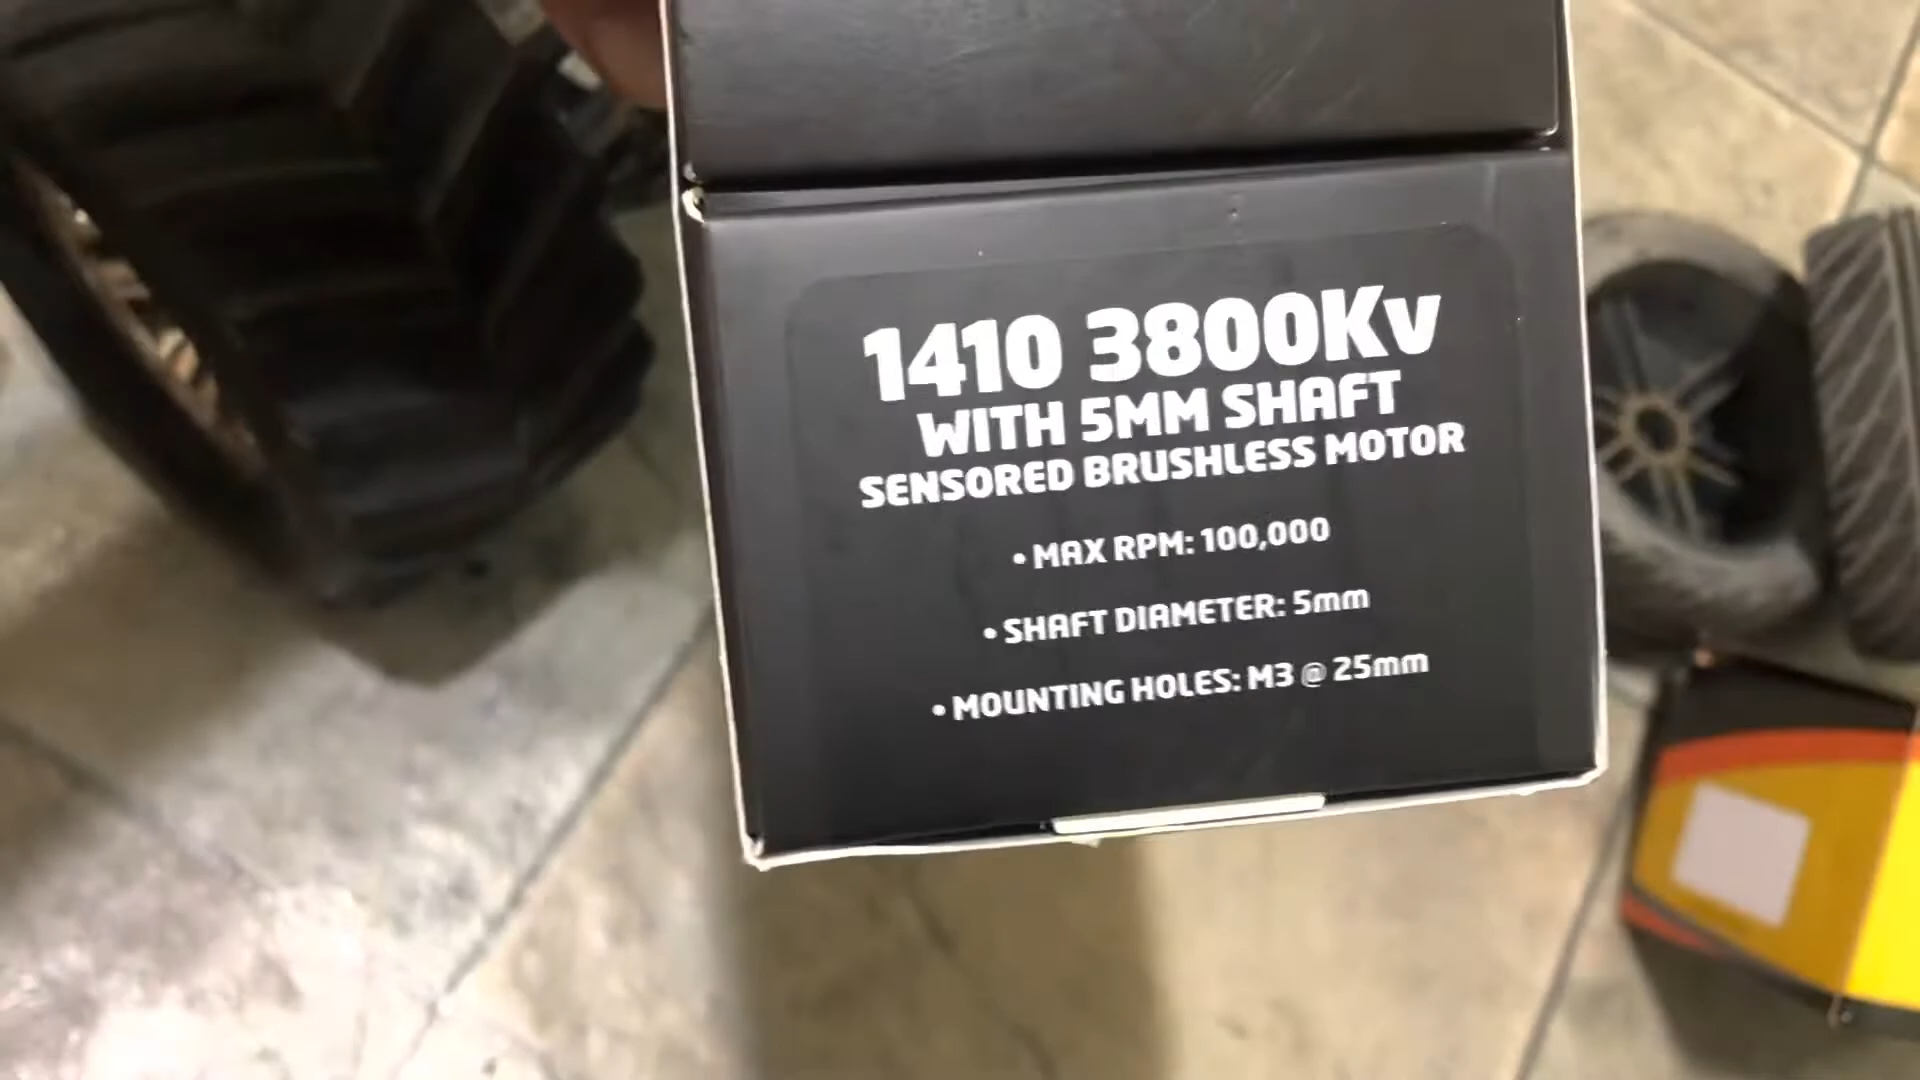 1410 3800Kv
WITH 5MM SHAFT
SENSORED BRUSHLESS MOTOR
• MAX RPM: 100,000
• SHAFT DIAMETER: 5mm
• MOUNTING HOLES: M3 @ 25mm